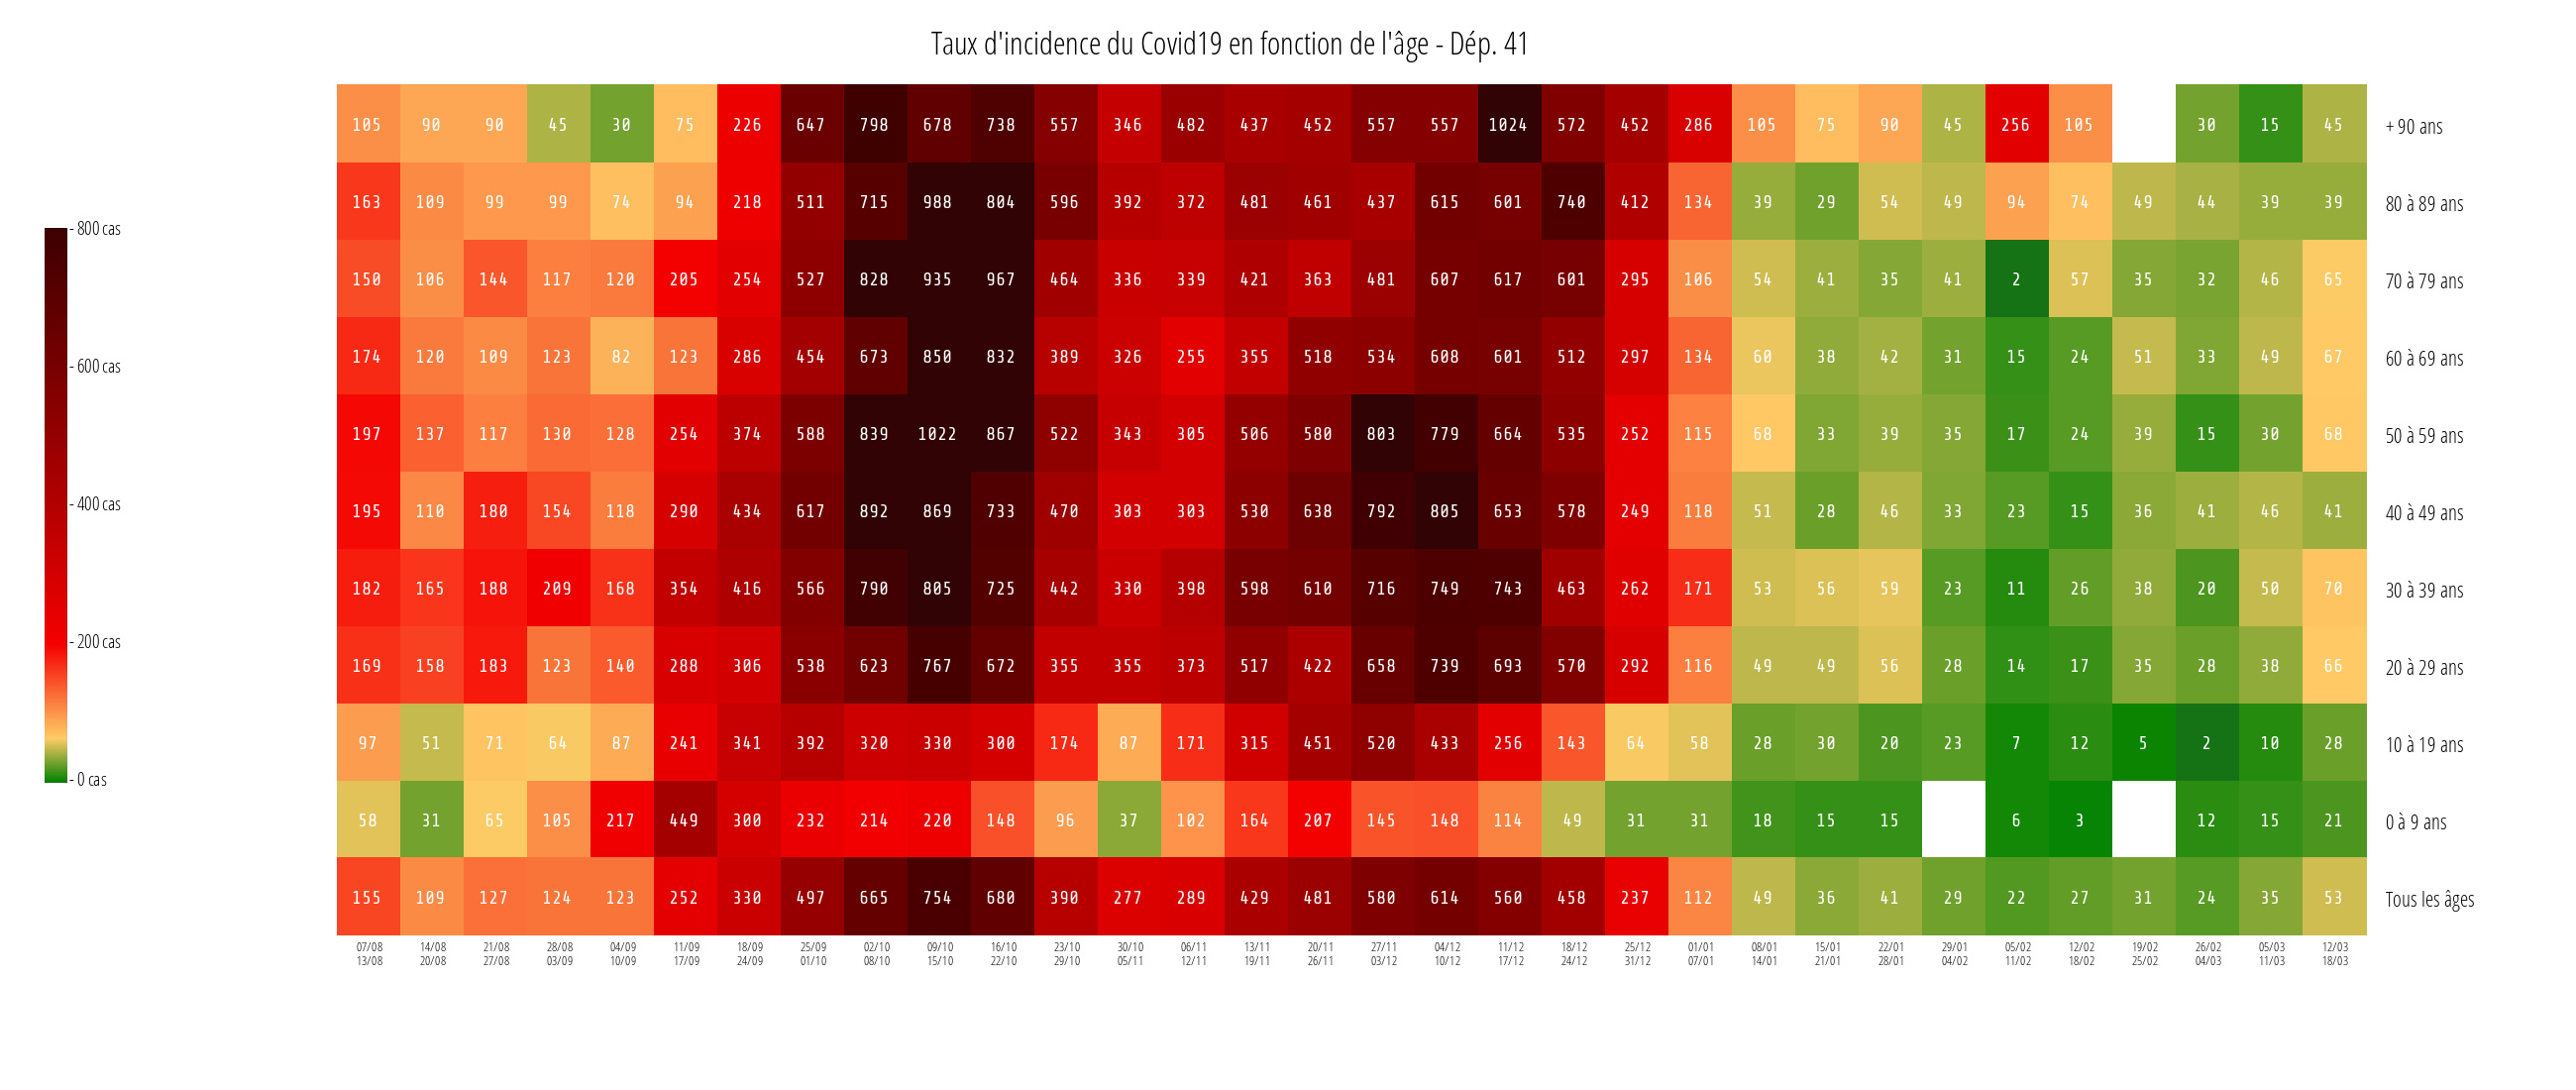 Taux d'incidence du Covid19 en fonction de l'âge - Dép. 41
105 90 90 45 30 75 226 647 798 678 738 557 346 482 437 452 557 557 1024 572 452 286 105 75 90 45 256 105 30 15 45 + 90 ans
163 109 99 99 74 94 218 511 715 988 804 596 392 372 481 461 437 615 601 740 412 134 39 29 54 49 94 74 49 44 39 39 80 à 89 ans
- 800 cas
150 106 144 117 120 205 254 527 828 935 967 464 336 339 421 363 481 607 617 601 295 106 54 41 35 41 2 57 35 32 46 65 70 à 79 ans
174 120 109 123 82 123 286 454 673 850 832 389 326 255 355 518 534 608 601 512 297 134 60 38 42 31 15 24 51 33 49 67 60 à 69 ans
- 600 cas
197 137 117 130 128 254 374 588 839 1022 867 522 343 305 506 580 803 779 664 535 252 115 68 33 39 35 17 24 39 15 30 68 50 à 59 ans
- 400 cas
195 110 180 154 118 290 434 617 892 869 733 470 303 303 530 638 792 805 653 578 249 118 51 28 46 33 23 15 36 41 46 41 40 à 49 ans
182 165 188 209 168 354 416 566 790 805 725 442 330 398 598 610 716 749 743 463 262 171 53 56 59 23 11 26 38 20 50 70 30 à 39 ans
- 200 cas
169 158 183 123 140 288 306 538 623 767 672 355 355 373 517 422 658 739 693 570 292 116 49 49 56 28 14 17 35 28 38 66 20 à 29 ans
97 51 71 64 87 241 341 392 320 330 300 174 87 171 315 451 520 433 256 143 64 58 28 30 20 23 7 12 5 2 10 28 10 à 19 ans
- 0 cas
58 31 65 105 217 449 300 232 214 220 148 96 37 102 164 207 145 148 114 49 31 31 18 15 15 6 3 12 15 21 0 à 9 ans
155 109 127 124 123 252 330 497 665 754 680 390 277 289 429 481 580 614 560 458 237 112 49 36 41 29 22 27 31 24 35 53 Tous les âges
07/08 14/08 21/08 28/08 04/09 11/09 18/09 25/09 02/10 09/10 16/10 23/10 30/10 06/11 13/11 20/11 27/11 04/12 11/12 18/12 25/12 01/01 08/01 15/01 22/01 29/01 05/02 12/02 19/02 26/02 05/03 12/03
13/08 20/08 27/08 03/09 10/09 17/09 24/09 01/10 08/10 15/10 22/10 29/10 05/11 12/11 19/11 26/11 03/12 10/12 17/12 24/12 31/12 07/01 14/01 21/01 28/01 04/02 11/02 18/02 25/02 04/03 11/03 18/03